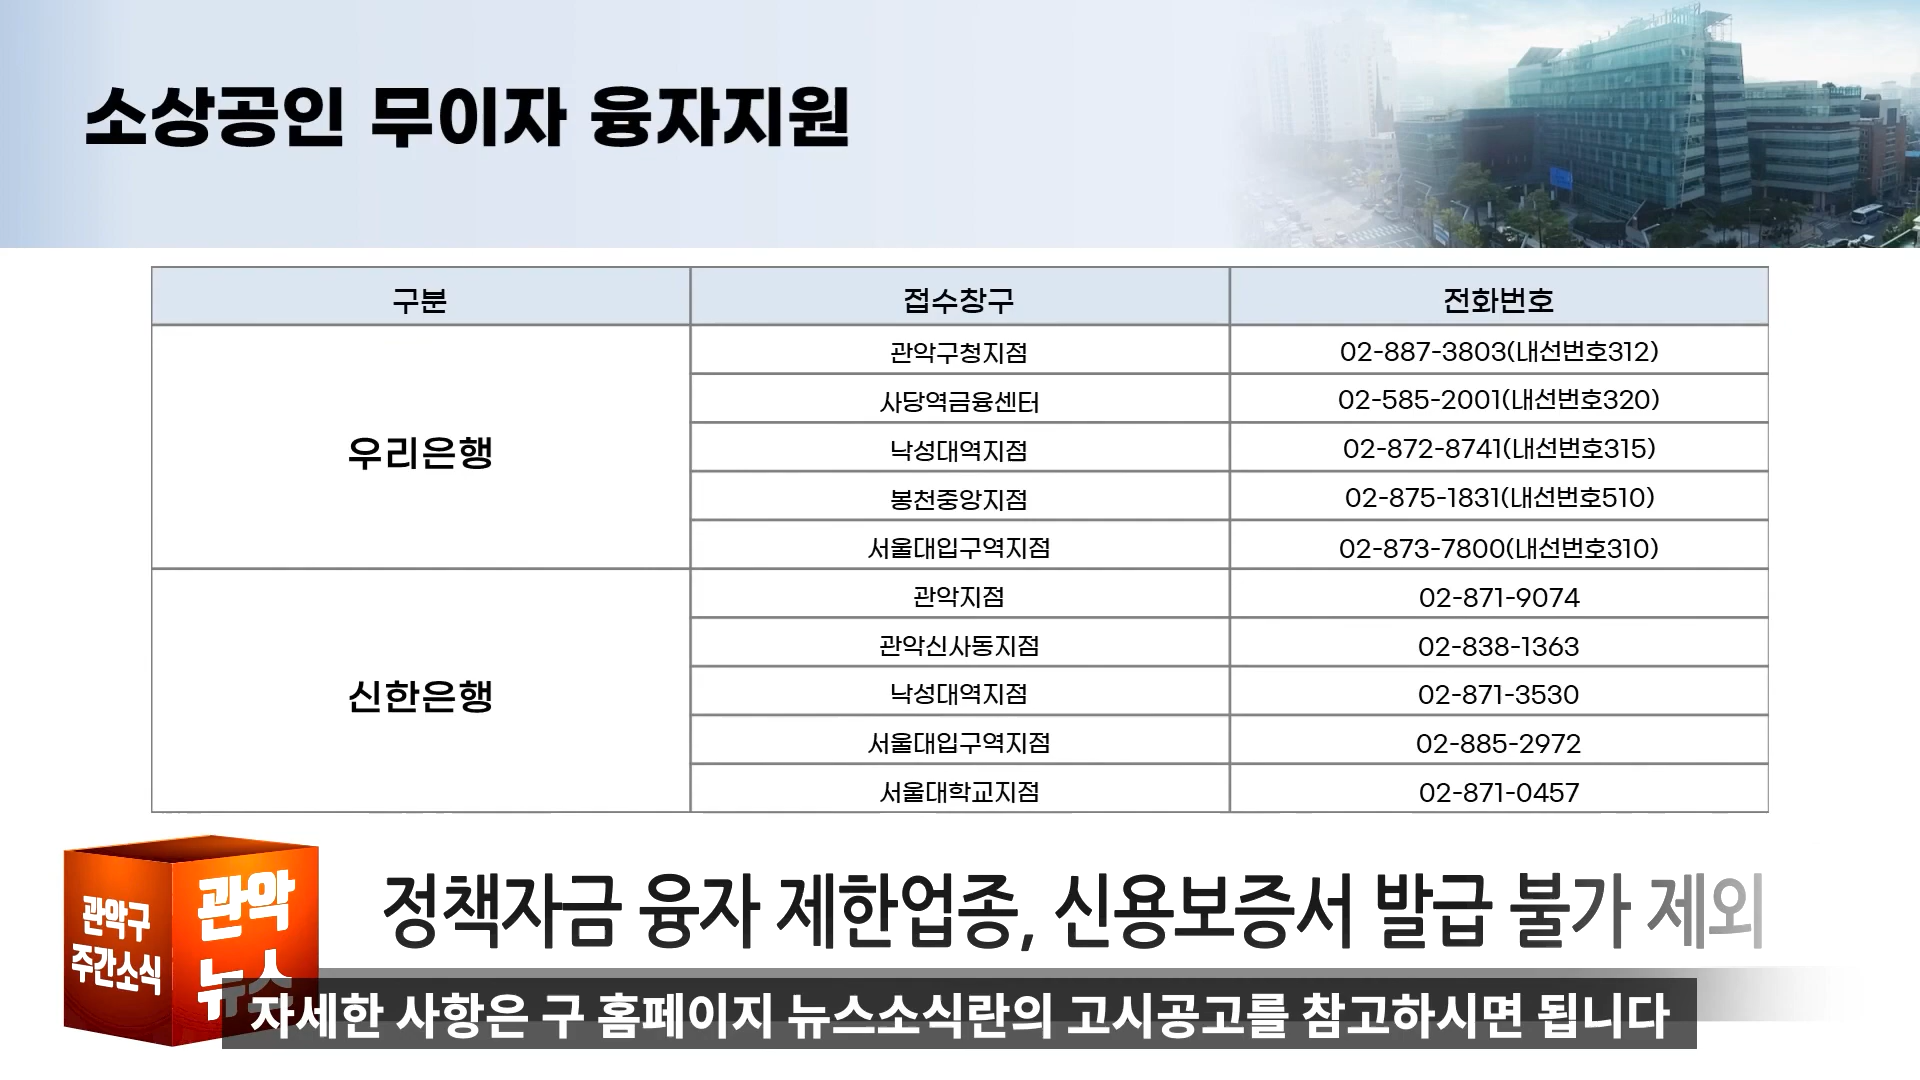 소상공인 무이자 융자지원
구분 접수창구 전화번호
우리은행
관악구청지점 02-887-3803(내선번호312)
사당역금융센터 02-585-2001(내선번호320)
낙성대역지점 02-872-8741(내선번호315)
봉천중앙지점 02-875-1831(내선번호510)
서울대입구역지점 02-873-7800(내선번호310)
신한은행
관악지점 02-871-9074
관악신사동지점 02-838-1363
낙성대역지점 02-871-3530
서울대입구역지점 02-885-2972
서울대학교지점 02-871-0457
관악구
주간소식
관악
뉴스
정책자금 융자 제한업종, 신용보증서 발급 불가 제외
자세한 사항은 구 홈페이지 뉴스소식란의 고시공고를 참고하시면 됩니다